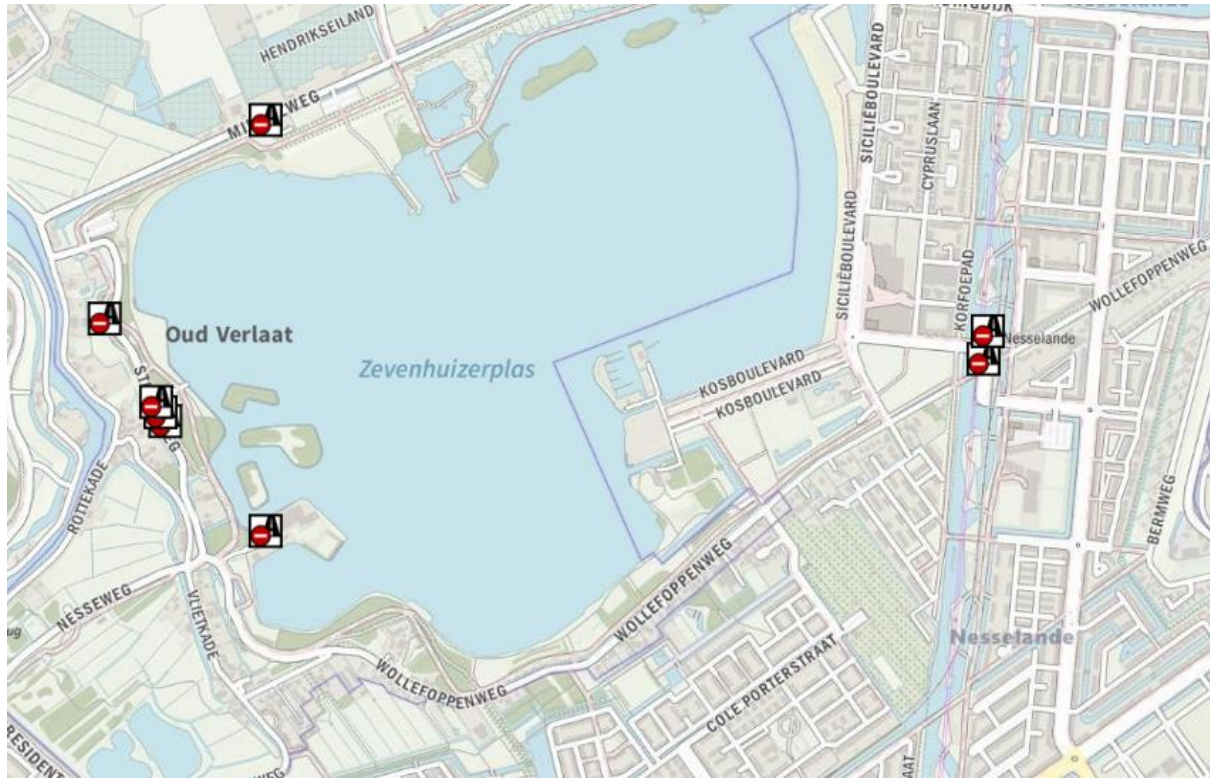 HENDRIKSEILAND
SICILIËBOULEVARD
CYPRUSLAAN
SICILIËBOULEVARD
KORFOEPAD
WOLLEFOPPENWEG
Oud Verlaat
Zevenhuizerplas
Nesselande
KOSBOULEVARD
KOSBOULEVARD
ROTTEKADE
BERMWEG
NESSEWEG
VLIETKADE
WOLLEFOPPENWEG
Nesselande
COLE PORTERSTRAAT
WOLLEFOPPENWEG